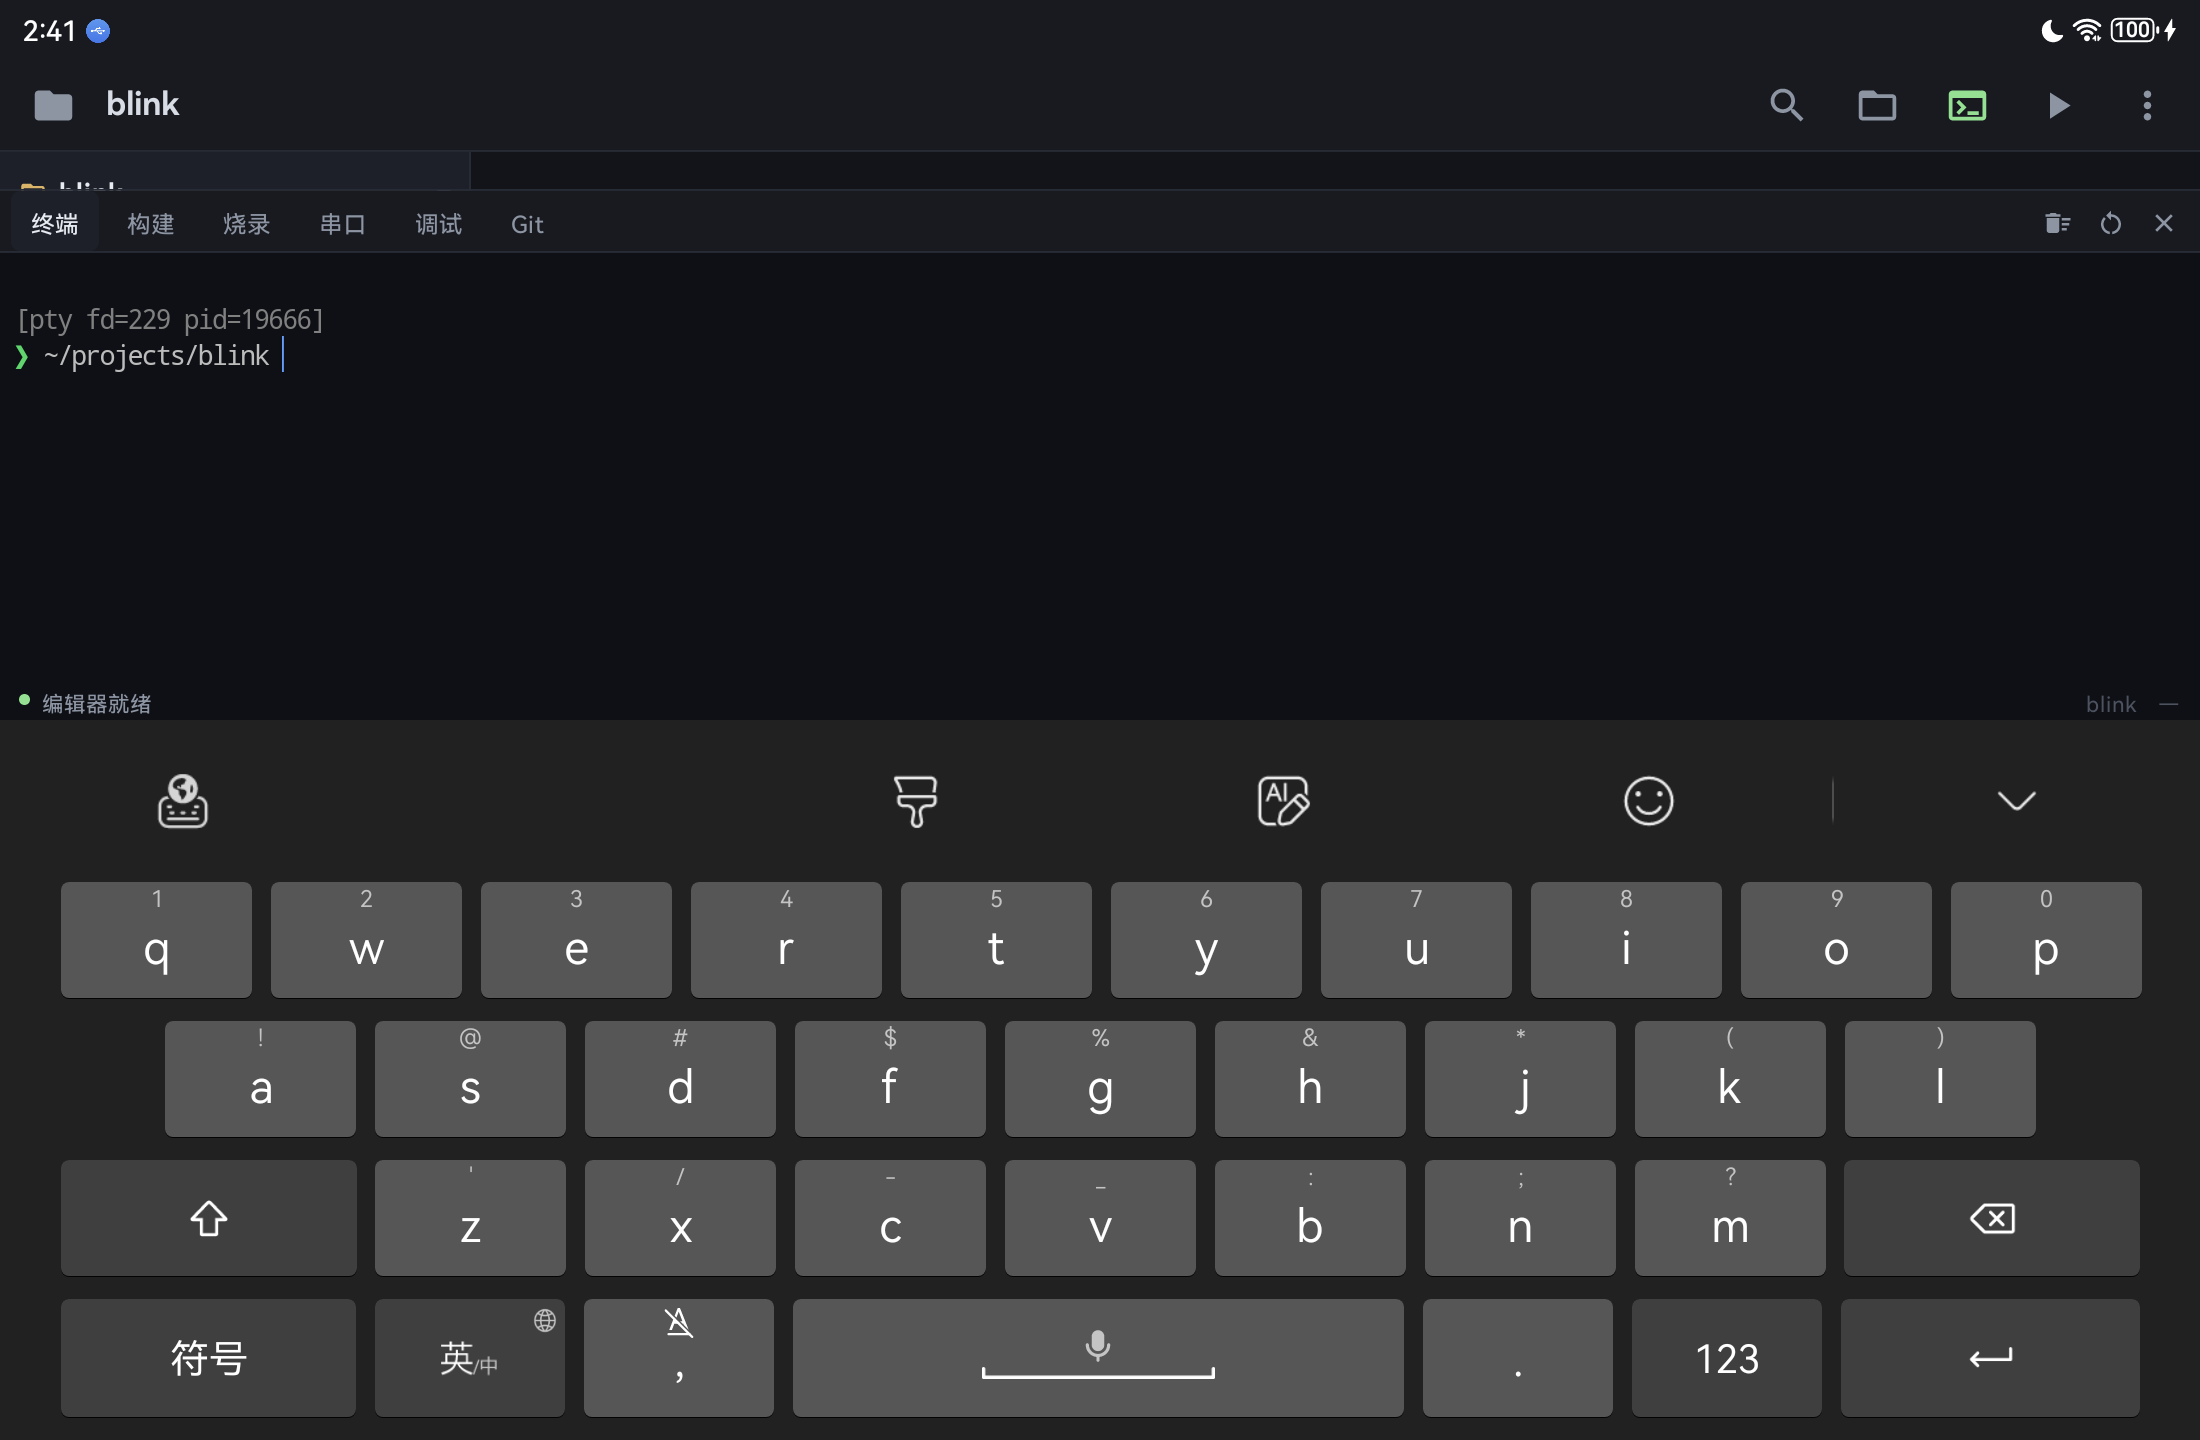 2:41
100
blink
blink
终端 构建 烧录 串口 调试 Git
[pty fd=229 pid=19666]
❯ ~/projects/blink
编辑器就绪 blink —
AI
1 2 3 4 5 6 7 8 9 0
q w e r t y u i o p
! @ # $ % & * ( )
a s d f g h j k l
' / - _ : ; ?
z x c v b n m
符号 英/中 , . 123